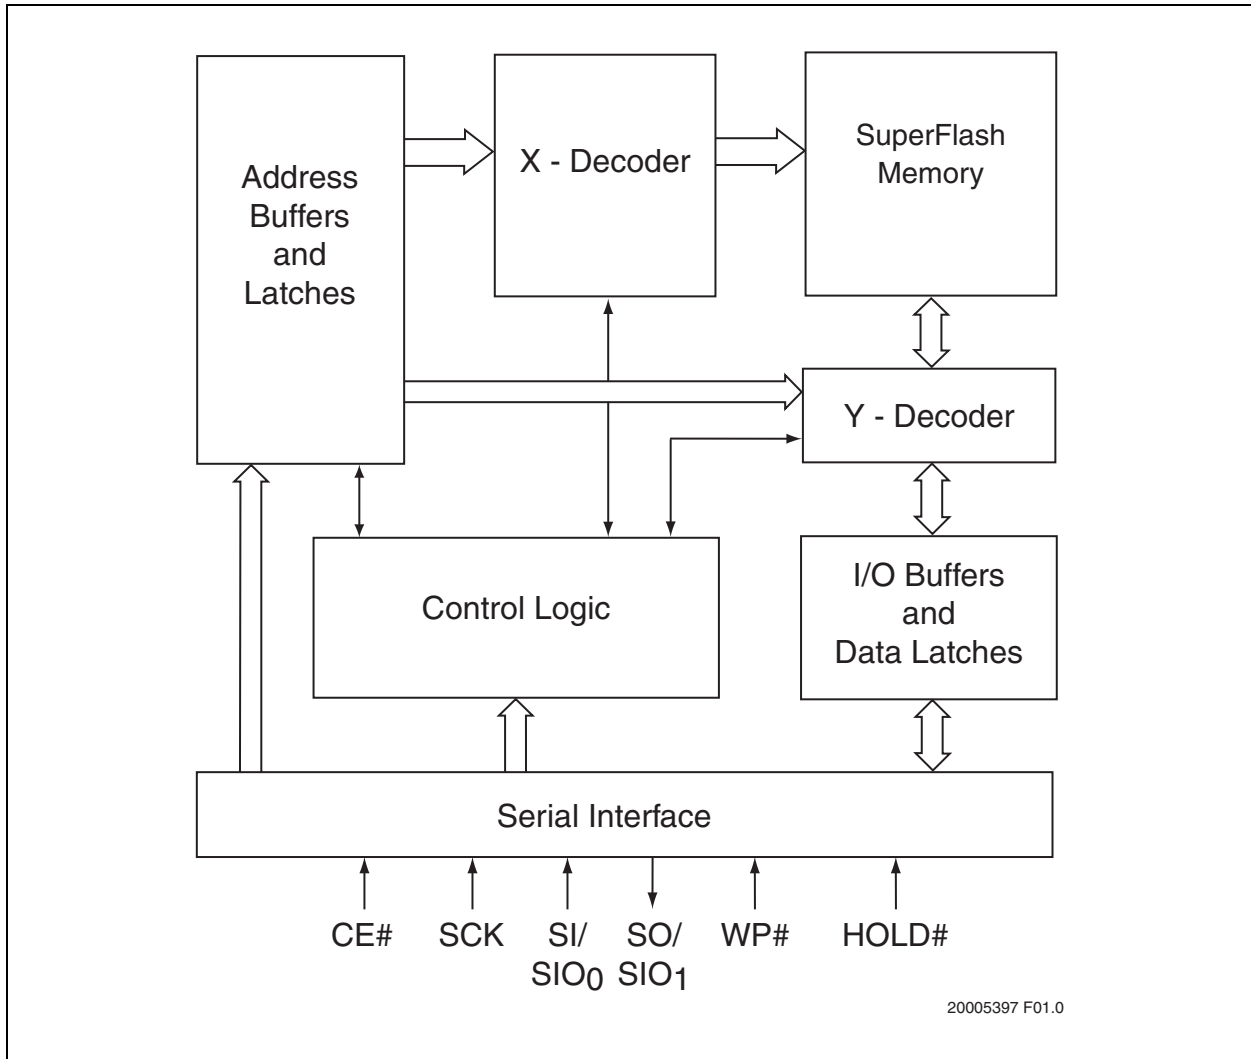 Address
Buffers
and
Latches
X - Decoder
SuperFlash
Memory
Y - Decoder
Control Logic
I/O Buffers
and
Data Latches
Serial Interface
CE# SCK SI/ SO/ WP# HOLD#
SIO0 SIO1
20005397 F01.0